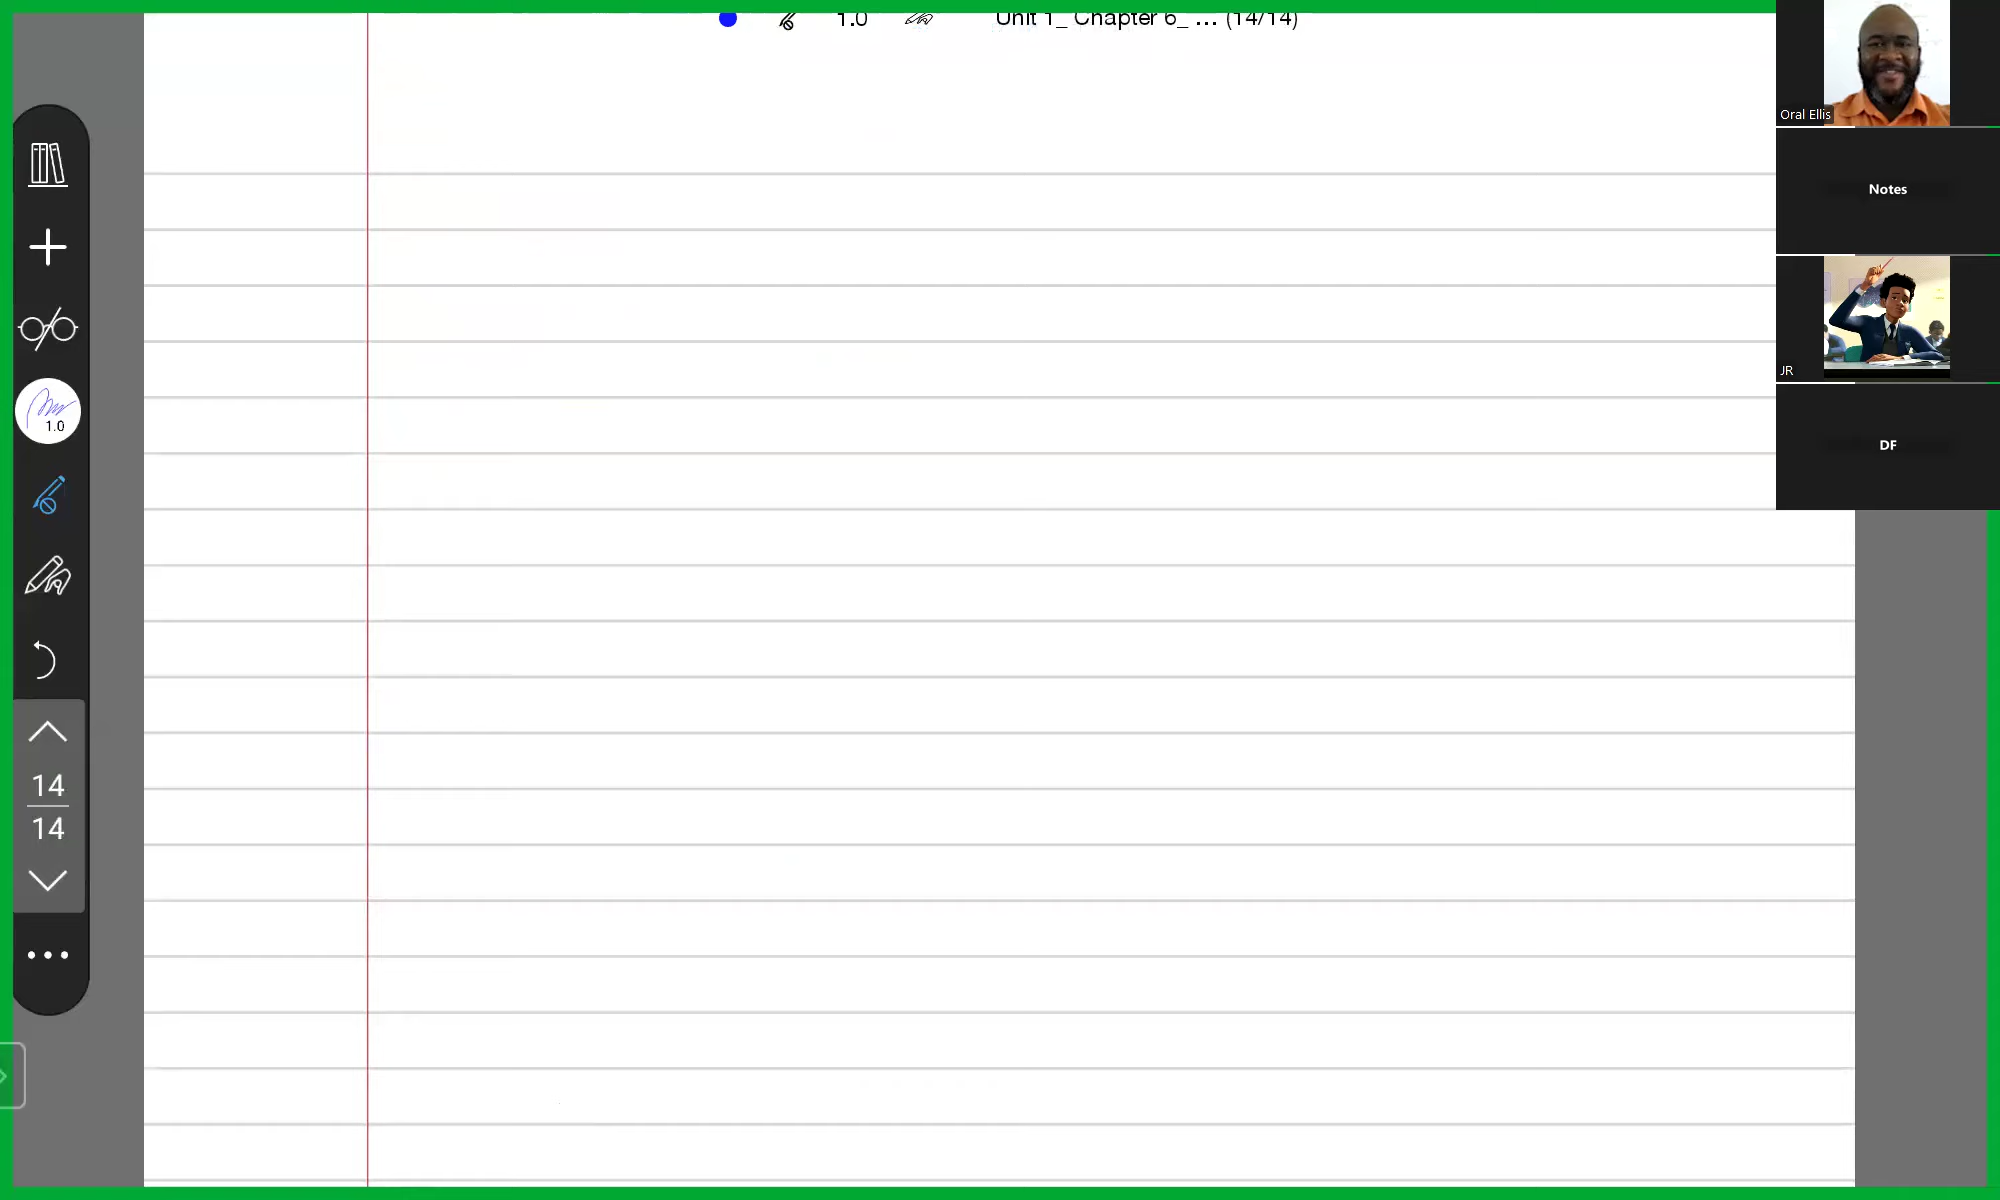 1.0 Unit 1_ Chapter 6_ ... (14/14)
Oral Ellis
Notes
JR
DF
1.0
14
14